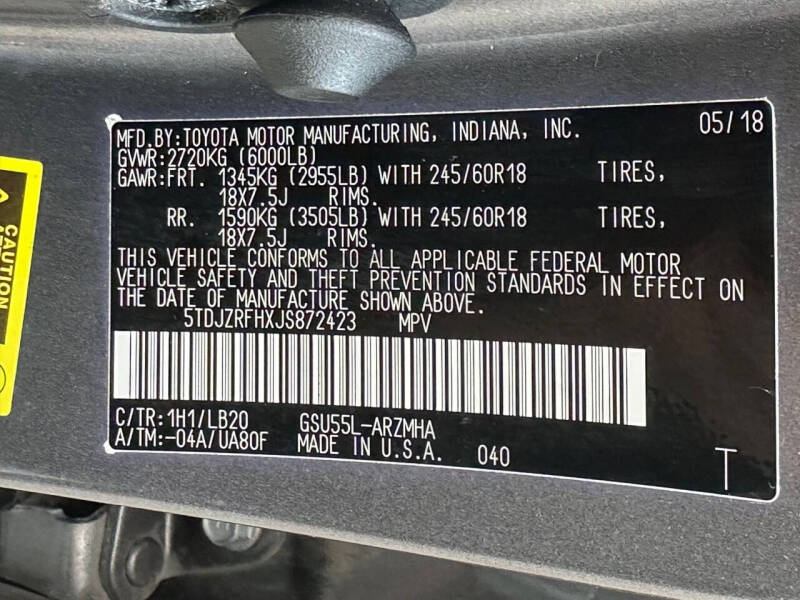 MFD.BY:TOYOTA MOTOR MANUFACTURING, INDIANA, INC. 05/18
GVWR:2720KG (6000LB)
GAWR:FRT. 1345KG (2955LB) WITH 245/60R18 TIRES,
18X7.5J RIMS.
RR. 1590KG (3505LB) WITH 245/60R18 TIRES,
18X7.5J RIMS.
THIS VEHICLE CONFORMS TO ALL APPLICABLE FEDERAL MOTOR
VEHICLE SAFETY AND THEFT PREVENTION STANDARDS IN EFFECT ON
THE DATE OF MANUFACTURE SHOWN ABOVE.
5TDJZRFHXJS872423 MPV
C/TR:1H1/LB20 GSU55L-ARZMHA
A/TM:-04A/UA80F MADE IN U.S.A. 040
T
CAUTION